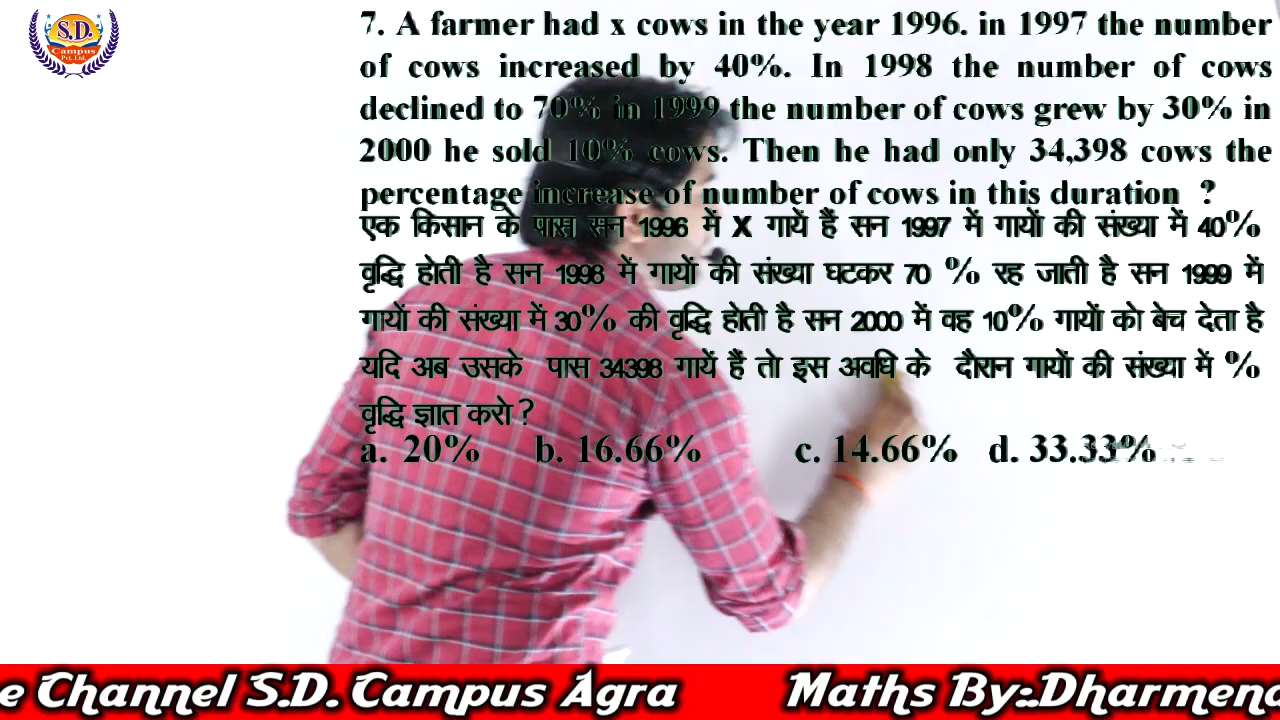 S.D.
Campus
Pvt. Ltd.
7. A farmer had x cows in the year 1996. in 1997 the number
of cows increased by 40%. In 1998 the number of cows
declined to 70% in 1999 the number of cows grew by 30% in
2000 he sold 10% cows. Then he had only 34,398 cows the
percentage increase of number of cows in this duration ?
एक किसान के पास सन 1996 में X गायें हैं सन 1997 में गायों की संख्या में 40%
वृद्धि होती है सन 1998 में गायों की संख्या घटकर 70 % रह जाती है सन 1999 में
गायों की संख्या में 30% की वृद्धि होती है सन 2000 में वह 10% गायों को बेच देता है
यदि अब उसके पास 34398 गायें हैं तो इस अवधि के दौरान गायों की संख्या में %
वृद्धि ज्ञात करो ?
a. 20% b. 16.66% c. 14.66% d. 33.33%
e Channel S.D. Campus Agra Maths By:.Dharmend